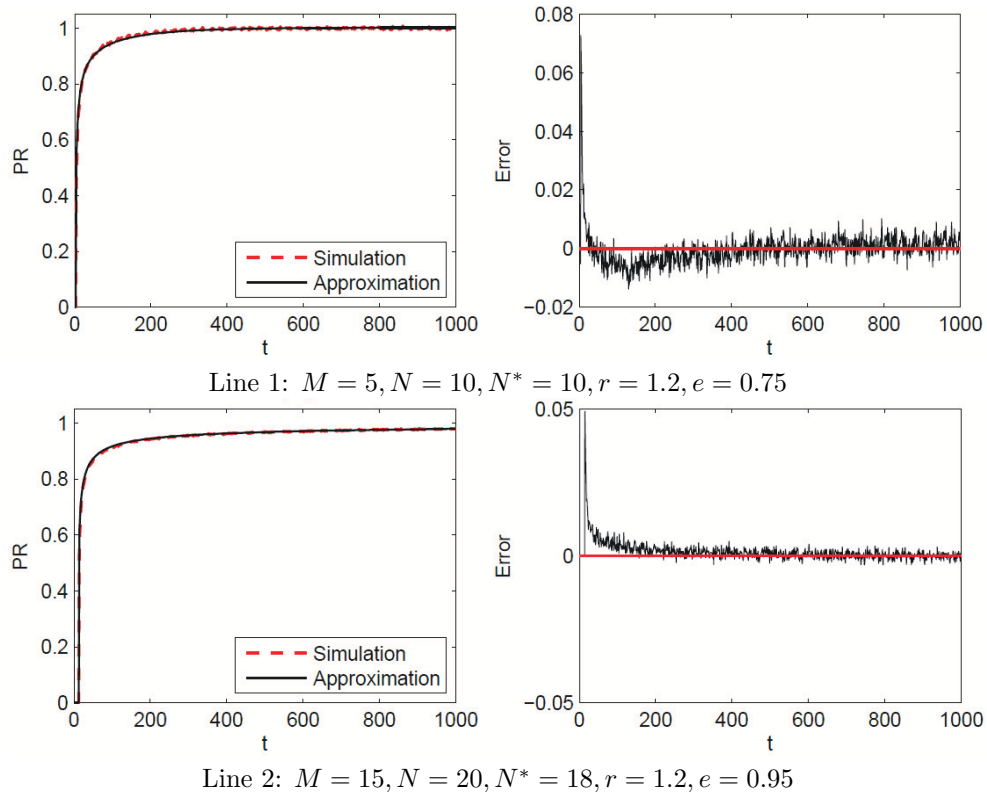 1
0.8
0.6
0.4
0.2
0
PR
0 200 400 600 800 1000
t
Simulation
Approximation
0.08
0.06
0.04
0.02
0
−0.02
Error
0 200 400 600 800 1000
t
Line 1: M = 5, N = 10, N* = 10, r = 1.2, e = 0.75
1
0.8
0.6
0.4
0.2
0
PR
0 200 400 600 800 1000
t
Simulation
Approximation
0.05
0
−0.05
Error
0 200 400 600 800 1000
t
Line 2: M = 15, N = 20, N* = 18, r = 1.2, e = 0.95